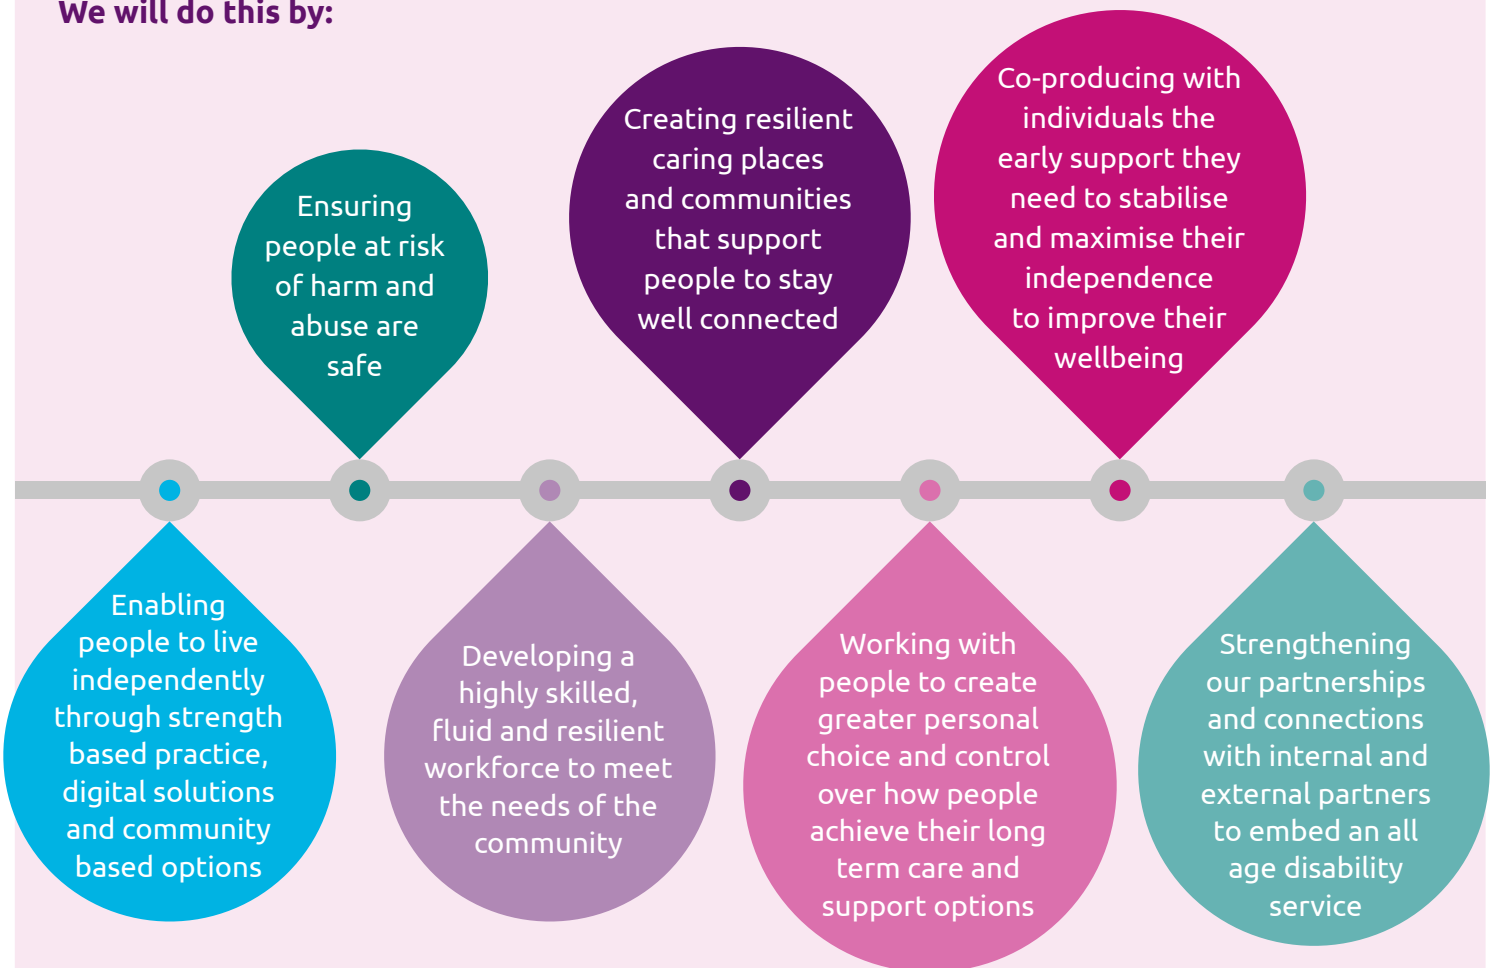 We will do this by:
Enabling
people to live
independently
through strength
based practice,
digital solutions
and community
based options
Ensuring
people at risk
of harm and
abuse are
safe
Developing a
highly skilled,
fluid and resilient
workforce to meet
the needs of the
community
Creating resilient
caring places
and communities
that support
people to stay
well connected
Working with
people to create
greater personal
choice and control
over how people
achieve their long
term care and
support options
Co-producing with
individuals the
early support they
need to stabilise
and maximise their
independence
to improve their
wellbeing
Strengthening
our partnerships
and connections
with internal and
external partners
to embed an all
age disability
service